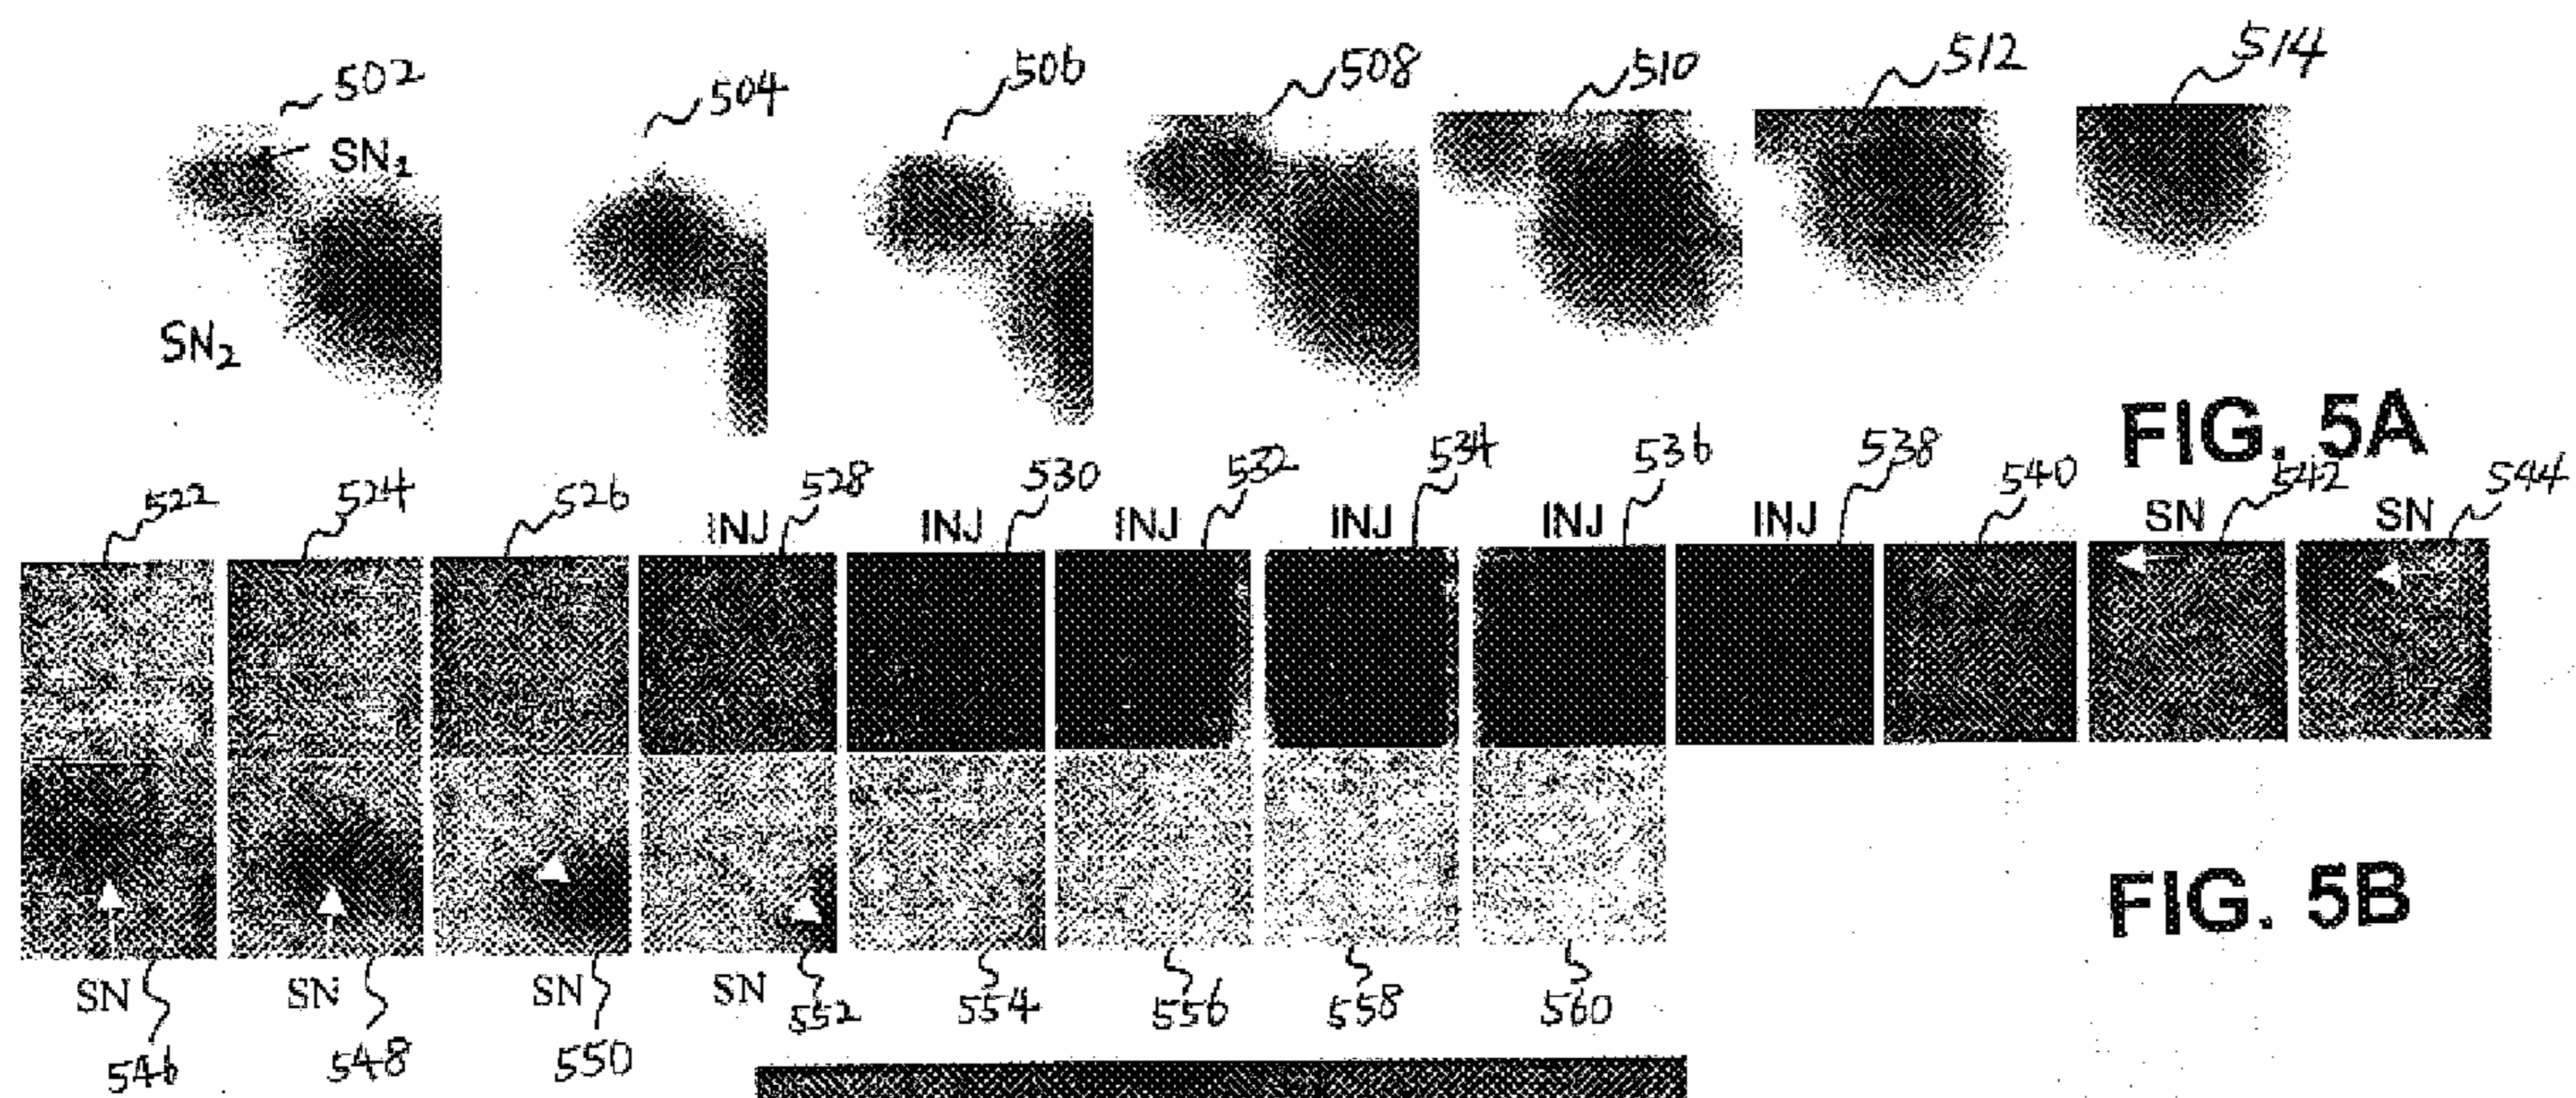 502 504 506 508 510 512 514
SN₁
SN₂
FIG. 5A
522 524 526 528 530 532 534 536 538 540 542 544
INJ INJ INJ INJ INJ INJ SN SN
FIG. 5B
SN SN SN SN 552 554 556 558 560
546 548 550